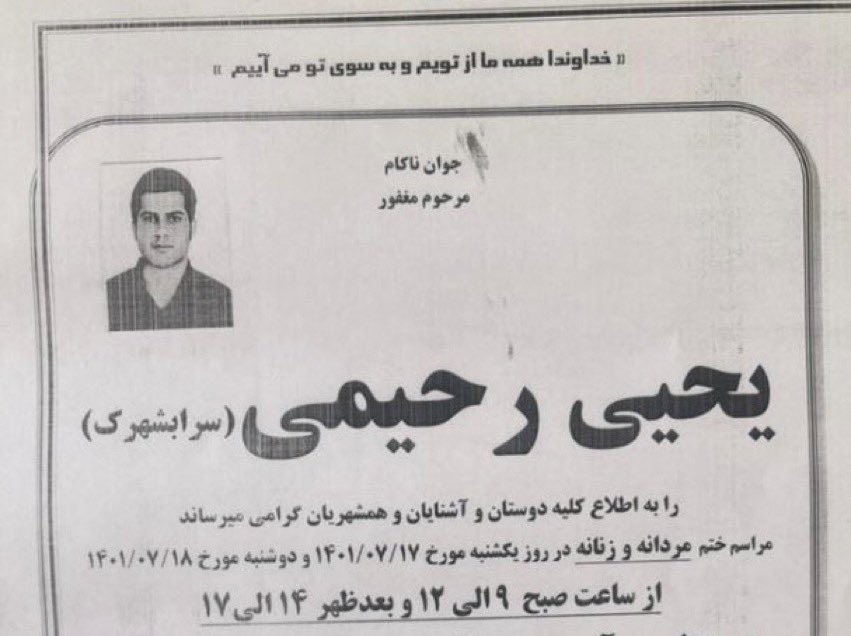 « خداوندا همه ما از تویم و به سوی تو می آییم »
جوان ناکام
مرحوم مغفور
یحیی رحیمی (سرابشهرک)
را به اطلاع کلیه دوستان و آشنایان و همشهریان گرامی میرساند
مراسم ختم مردانه و زنانه در روز یکشنبه مورخ ۱۴۰۱/۰۷/۱۷ و دوشنبه مورخ ۱۴۰۱/۰۷/۱۸
از ساعت صبح ۹ الی ۱۲ و بعدظهر ۱۴ الی ۱۷